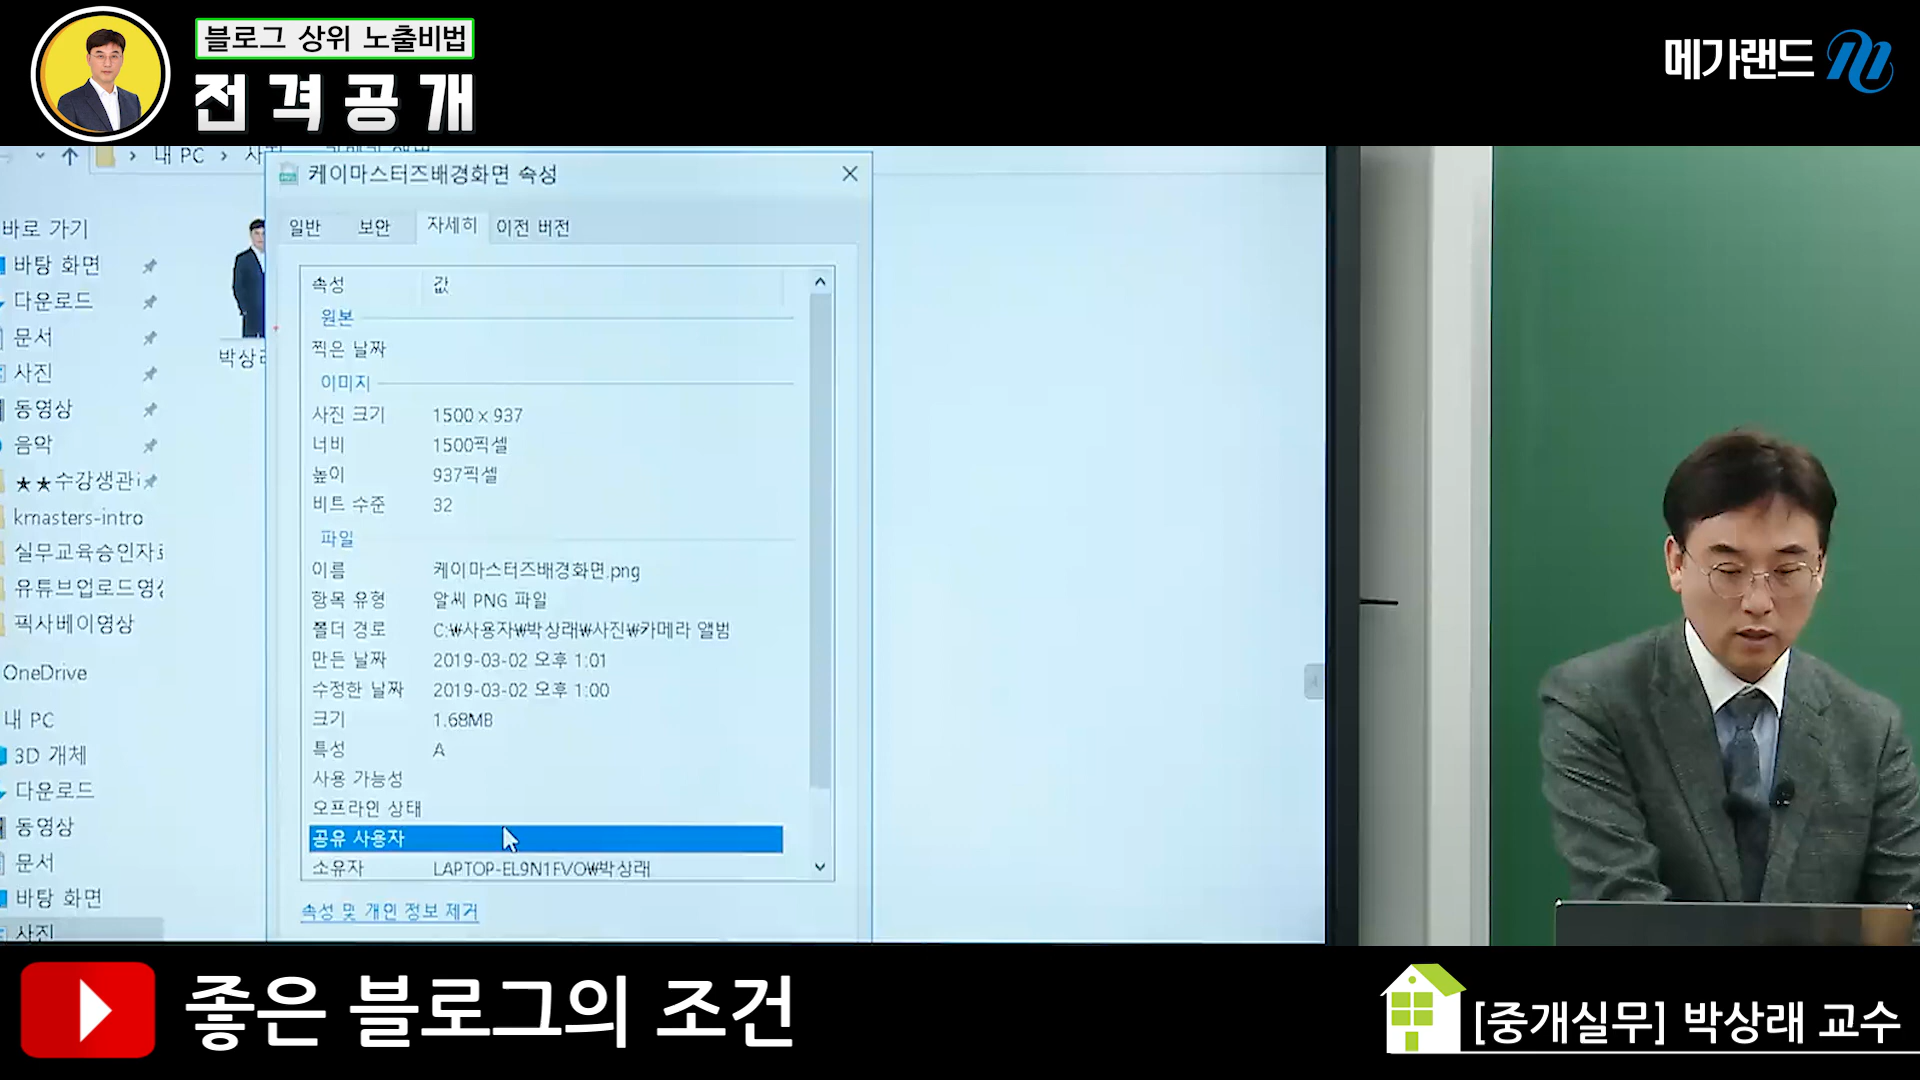 블로그 상위 노출비법
전격공개
메가랜드
내 PC
케이마스터즈배경화면 속성
일반 보안 자세히 이전 버전
바로 가기
바탕 화면
다운로드
문서
사진
동영상
음악
★★수강생관
kmasters-intro
실무교육승인자료
유튜브업로드영상
픽사베이영상
OneDrive
내 PC
3D 개체
다운로드
동영상
문서
바탕 화면
사진
박상래
속성 값
원본
찍은 날짜
이미지
사진 크기 1500 x 937
너비 1500픽셀
높이 937픽셀
비트 수준 32
파일
이름 케이마스터즈배경화면.png
항목 유형 알씨 PNG 파일
폴더 경로 C:₩사용자₩박상래₩사진₩카메라 앨범
만든 날짜 2019-03-02 오후 1:01
수정한 날짜 2019-03-02 오후 1:00
크기 1.68MB
특성 A
사용 가능성
오프라인 상태
공유 사용자
소유자 LAPTOP-EL9N1FVO₩박상래
속성 및 개인 정보 제거
좋은 블로그의 조건
[중개실무] 박상래 교수